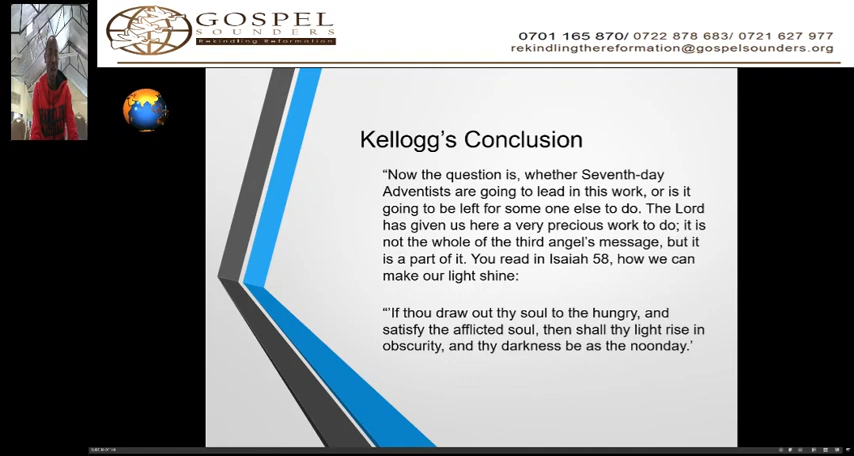 GOSPEL
SOUNDERS
Rekindling Reformation
0701 165 870/ 0722 878 683/ 0721 627 977
rekindlingthereformation@gospelsounders.org
Kellogg's Conclusion
“Now the question is, whether Seventh-day
Adventists are going to lead in this work, or is it
going to be left for some one else to do. The Lord
has given us here a very precious work to do; it is
not the whole of the third angel's message, but it
is a part of it. You read in Isaiah 58, how we can
make our light shine:
“'If thou draw out thy soul to the hungry, and
satisfy the afflicted soul, then shall thy light rise in
obscurity, and thy darkness be as the noonday.'